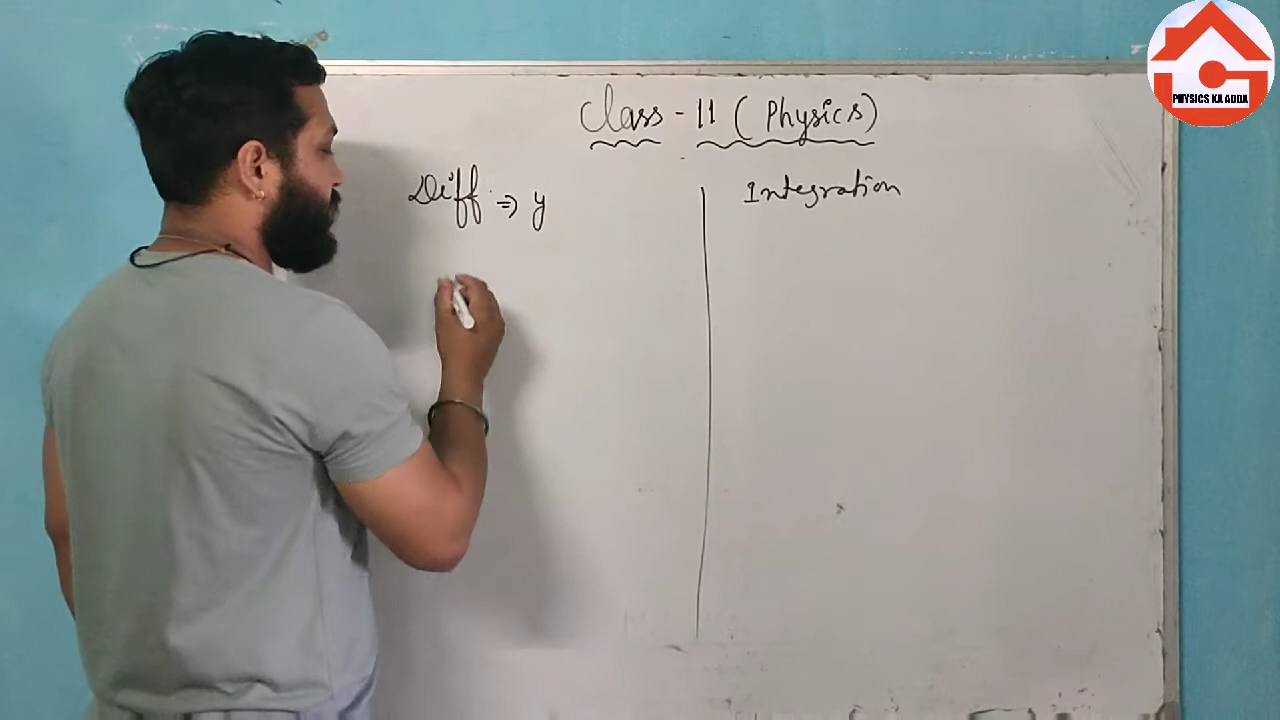 Class - 11 (Physics)
Diff. ⇒ y
Integration
PHYSICS KA ADDA